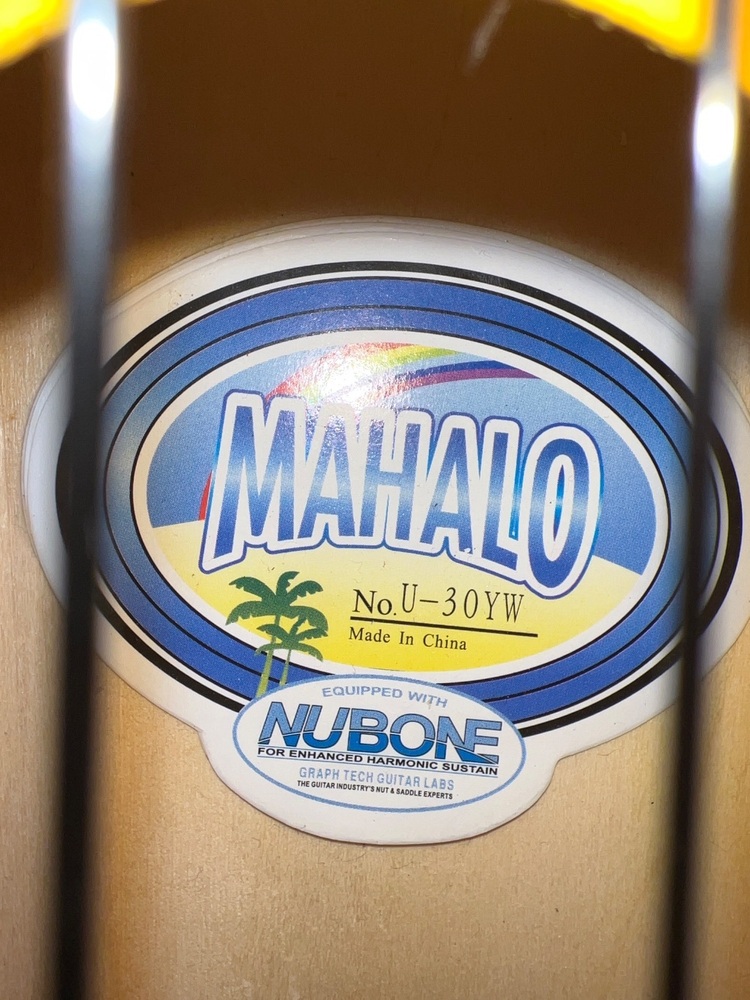 MAHALO
No. U-30YW
Made In China
EQUIPPED WITH
NUBONE
FOR ENHANCED HARMONIC SUSTAIN
GRAPH TECH GUITAR LABS
THE GUITAR INDUSTRY'S NUT & SADDLE EXPERTS